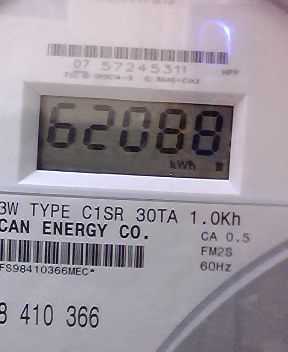 07 57245311
62088
kWh
3W TYPE C1SR 30TA 1.0Kh
CAN ENERGY CO.
CA 0.5
FM2S
60Hz
FS98410366MEC*
8 410 366